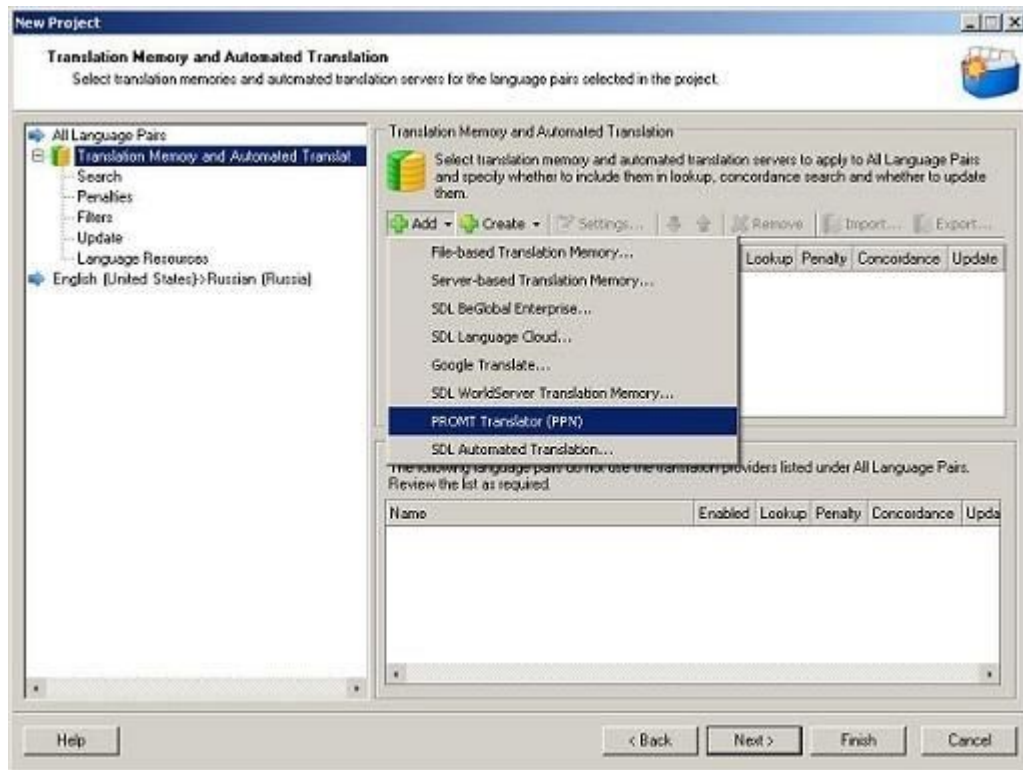 New Project
Translation Memory and Automated Translation
Select translation memories and automated translation servers for the language pairs selected in the project.
All Language Pairs
Translation Memory and Automated Translat
Search
Penalties
Filters
Update
Language Resources
English (United States)->Russian (Russia)
Translation Memory and Automated Translation
Select translation memory and automated translation servers to apply to All Language Pairs
and specify whether to include them in lookup, concordance search and whether to update
them.
Add Create Settings... Remove Import... Export...
File-based Translation Memory...
Server-based Translation Memory...
SDL BeGlobal Enterprise...
SDL Language Cloud...
Google Translate...
SDL WorldServer Translation Memory...
PROMT Translator (PPN)
SDL Automated Translation...
Lookup Penalty Concordance Update
The following language pairs do not use the translation providers listed under All Language Pairs.
Review the list as required.
Name Enabled Lookup Penalty Concordance Upda
Help < Back Next > Finish Cancel